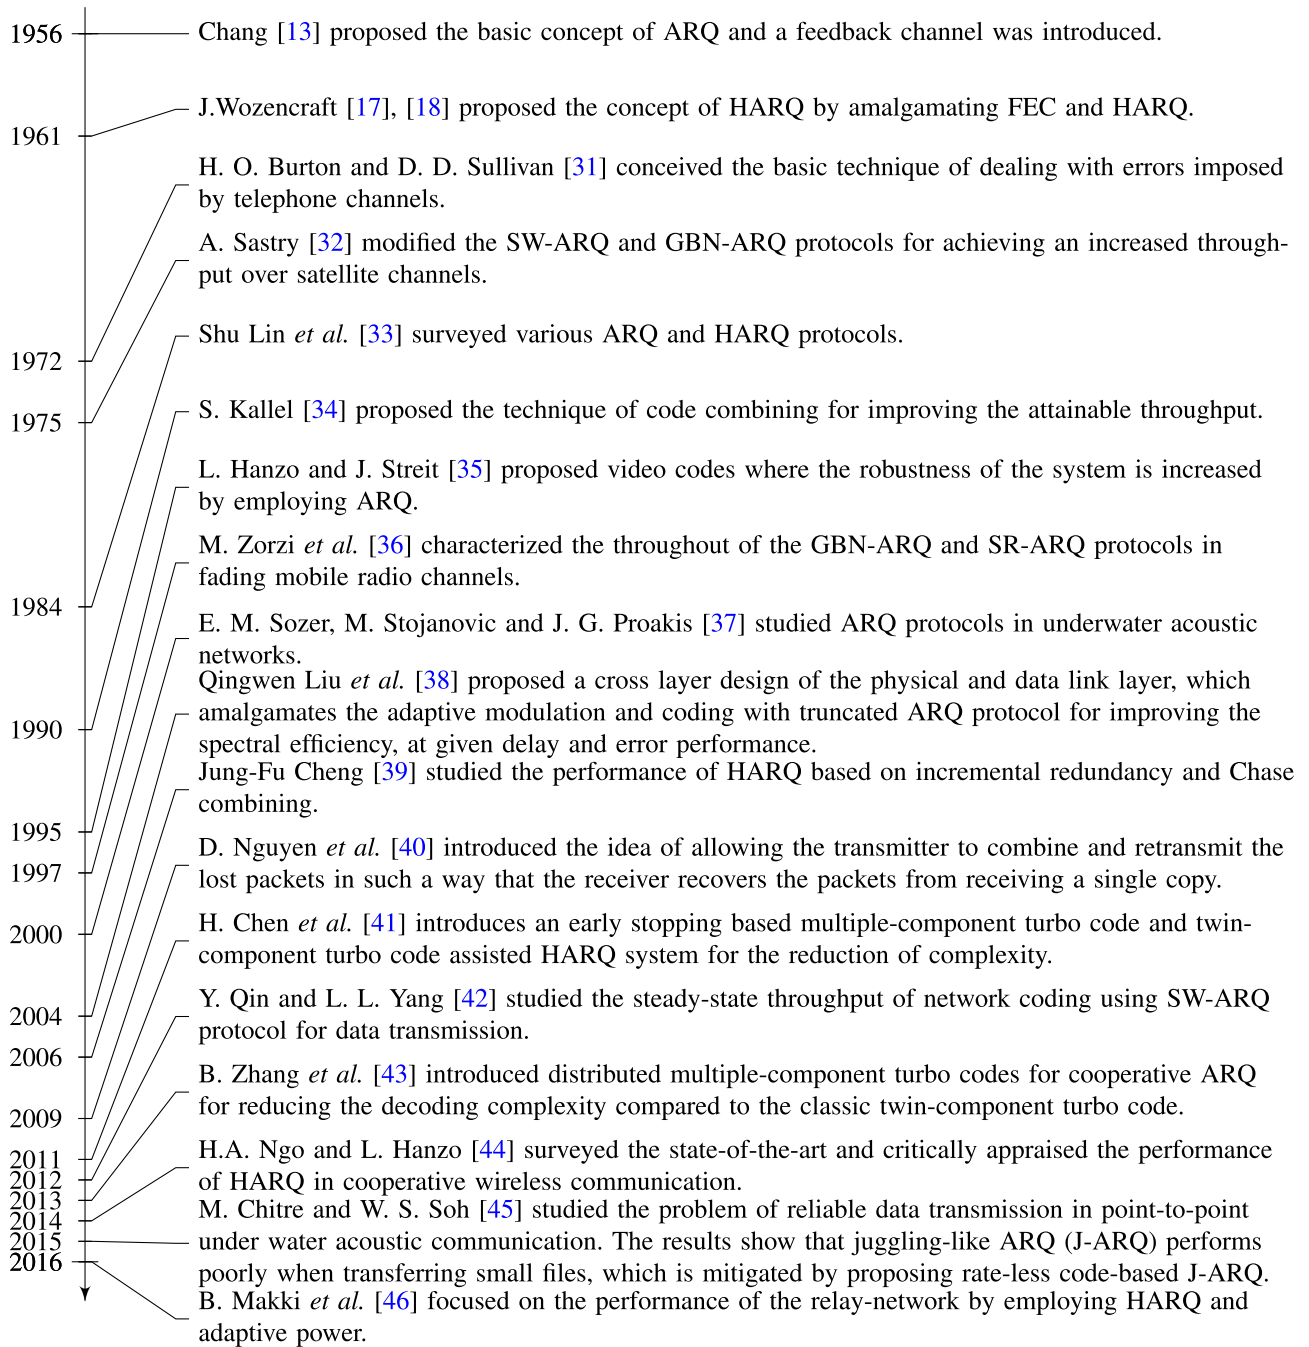 1956
Chang [13] proposed the basic concept of ARQ and a feedback channel was introduced.
J.Wozencraft [17], [18] proposed the concept of HARQ by amalgamating FEC and HARQ.
1961
H. O. Burton and D. D. Sullivan [31] conceived the basic technique of dealing with errors imposed
by telephone channels.
A. Sastry [32] modified the SW-ARQ and GBN-ARQ protocols for achieving an increased through-
put over satellite channels.
Shu Lin et al. [33] surveyed various ARQ and HARQ protocols.
1972
S. Kallel [34] proposed the technique of code combining for improving the attainable throughput.
1975
L. Hanzo and J. Streit [35] proposed video codes where the robustness of the system is increased
by employing ARQ.
M. Zorzi et al. [36] characterized the throughout of the GBN-ARQ and SR-ARQ protocols in
fading mobile radio channels.
1984
E. M. Sozer, M. Stojanovic and J. G. Proakis [37] studied ARQ protocols in underwater acoustic
networks.
Qingwen Liu et al. [38] proposed a cross layer design of the physical and data link layer, which
amalgamates the adaptive modulation and coding with truncated ARQ protocol for improving the
1990
spectral efficiency, at given delay and error performance.
Jung-Fu Cheng [39] studied the performance of HARQ based on incremental redundancy and Chase
combining.
1995
D. Nguyen et al. [40] introduced the idea of allowing the transmitter to combine and retransmit the
1997
lost packets in such a way that the receiver recovers the packets from receiving a single copy.
H. Chen et al. [41] introduces an early stopping based multiple-component turbo code and twin-
2000
component turbo code assisted HARQ system for the reduction of complexity.
Y. Qin and L. L. Yang [42] studied the steady-state throughput of network coding using SW-ARQ
2004
protocol for data transmission.
2006
B. Zhang et al. [43] introduced distributed multiple-component turbo codes for cooperative ARQ
for reducing the decoding complexity compared to the classic twin-component turbo code.
2009
H.A. Ngo and L. Hanzo [44] surveyed the state-of-the-art and critically appraised the performance
2011
of HARQ in cooperative wireless communication.
2012
2013
M. Chitre and W. S. Soh [45] studied the problem of reliable data transmission in point-to-point
2014
under water acoustic communication. The results show that juggling-like ARQ (J-ARQ) performs
2015
2016
poorly when transferring small files, which is mitigated by proposing rate-less code-based J-ARQ.
B. Makki et al. [46] focused on the performance of the relay-network by employing HARQ and
adaptive power.